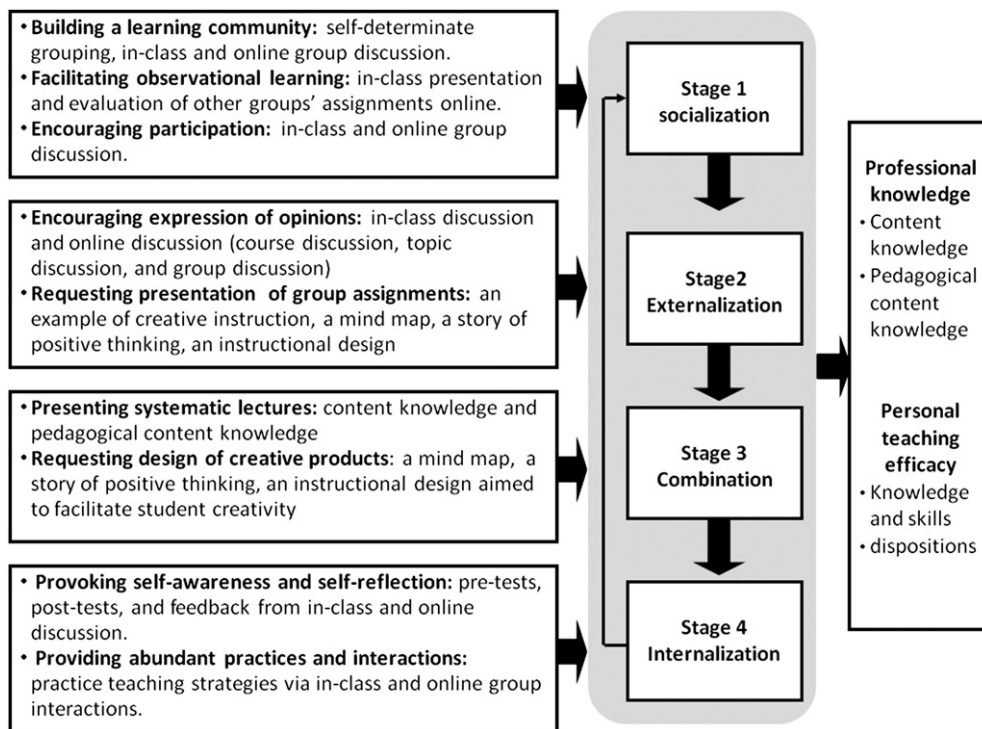 • Building a learning community: self-determinate
grouping, in-class and online group discussion.
• Facilitating observational learning: in-class presentation
and evaluation of other groups’ assignments online.
• Encouraging participation: in-class and online group
discussion.
• Encouraging expression of opinions: in-class discussion
and online discussion (course discussion, topic
discussion, and group discussion)
• Requesting presentation of group assignments: an
example of creative instruction, a mind map, a story of
positive thinking, an instructional design
• Presenting systematic lectures: content knowledge and
pedagogical content knowledge
• Requesting design of creative products: a mind map, a
story of positive thinking, an instructional design aimed
to facilitate student creativity
• Provoking self-awareness and self-reflection: pre-tests,
post-tests, and feedback from in-class and online
discussion.
• Providing abundant practices and interactions:
practice teaching strategies via in-class and online group
interactions.
Stage 1
socialization
Stage2
Externalization
Stage 3
Combination
Stage 4
Internalization
Professional
knowledge
• Content
knowledge
• Pedagogical
content
knowledge
Personal
teaching
efficacy
• Knowledge
and skills
• dispositions